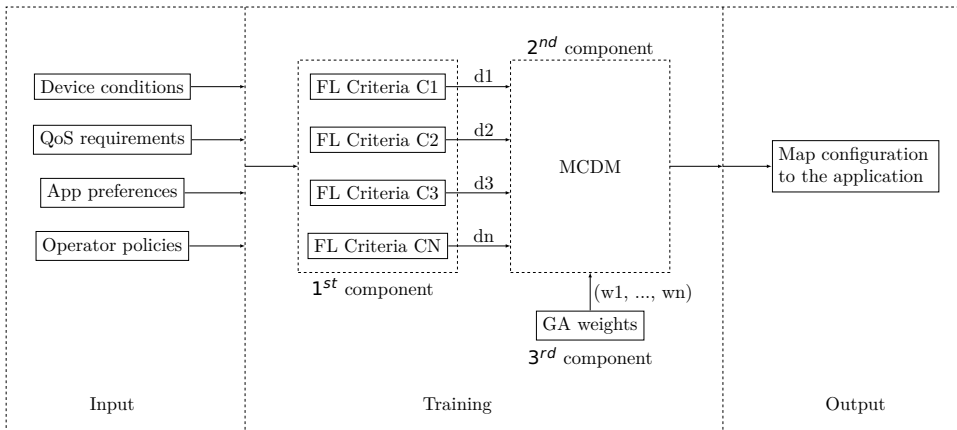 2nd component
Device conditions
FL Criteria C1
d1
QoS requirements
FL Criteria C2
d2
MCDM
Map configuration
to the application
App preferences
FL Criteria C3
d3
Operator policies
FL Criteria CN
dn
1st component
(w1, ..., wn)
GA weights
3rd component
Input
Training
Output